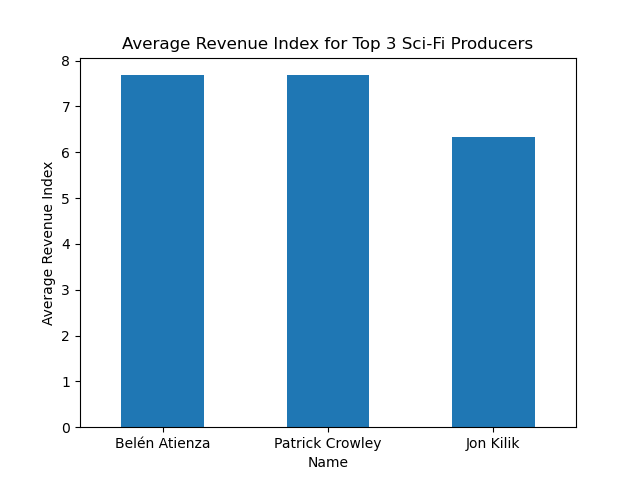 Average Revenue Index for Top 3 Sci-Fi Producers
8
7
6
5
4
3
2
1
0
Average Revenue Index
Belén Atienza
Patrick Crowley
Jon Kilik
Name